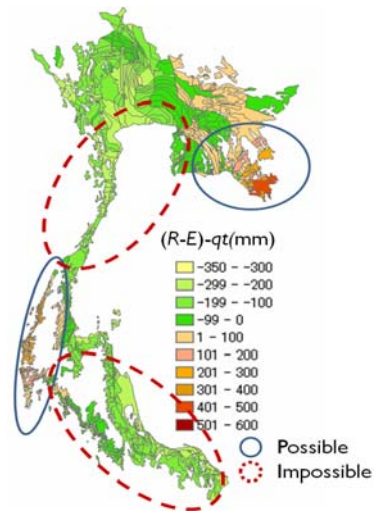 (R-E)-qt(mm)
-350 - -300
-299 - -200
-199 - -100
-99 - 0
1 - 100
101 - 200
201 - 300
301 - 400
401 - 500
501 - 600
Possible
Impossible